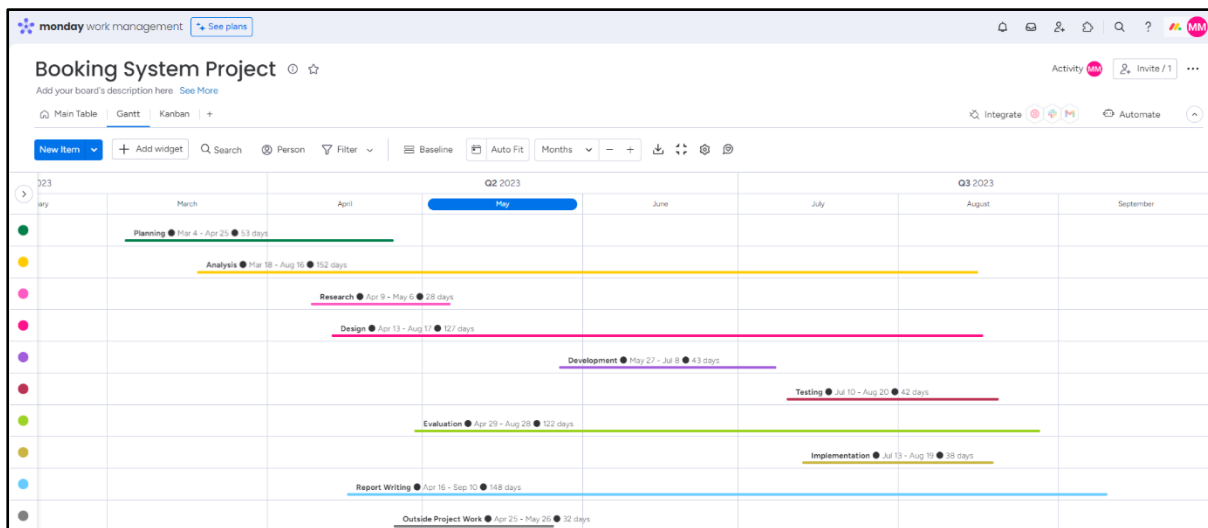 monday work management See plans MM
Booking System Project Activity MM Invite / 1
Add your board's description here See More
Main Table Gantt Kanban + Integrate Automate
New Item + Add widget Search Person Filter Baseline Auto Fit Months - +
2023 Q2 2023 Q3 2023
ary March April May June July August September
Planning ● Mar 4 - Apr 25 ● 53 days
Analysis ● Mar 18 - Aug 16 ● 152 days
Research ● Apr 9 - May 6 ● 28 days
Design ● Apr 13 - Aug 17 ● 127 days
Development ● May 27 - Jul 8 ● 43 days
Testing ● Jul 10 - Aug 20 ● 42 days
Evaluation ● Apr 29 - Aug 28 ● 122 days
Implementation ● Jul 13 - Aug 19 ● 38 days
Report Writing ● Apr 16 - Sep 10 ● 148 days
Outside Project Work ● Apr 25 - May 26 ● 32 days